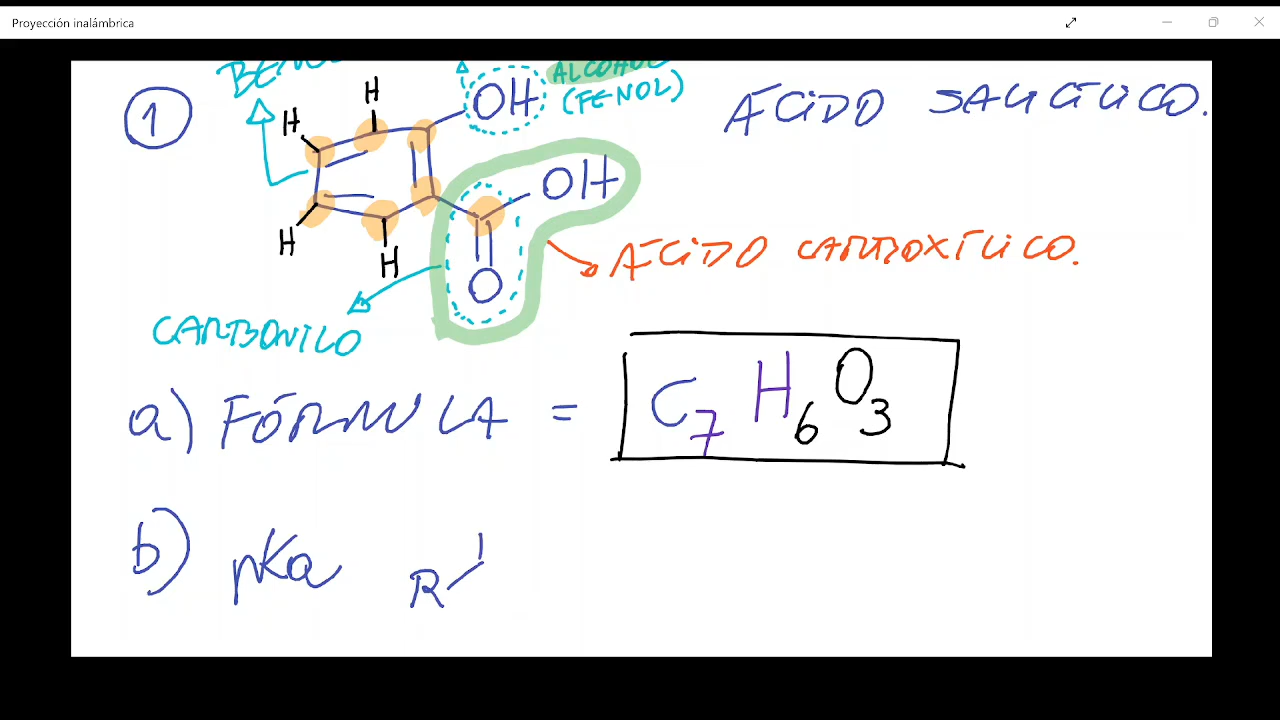 Proyección inalámbrica
ALCOHOL
(FENOL)
1
H
OH
ÁCIDO SALICÍLICO.
H
OH
H
H
O
ÁCIDO CARBOXÍLICO.
CARBONILO
a) FÓRMULA = C7 H6 O3
b) pKa R